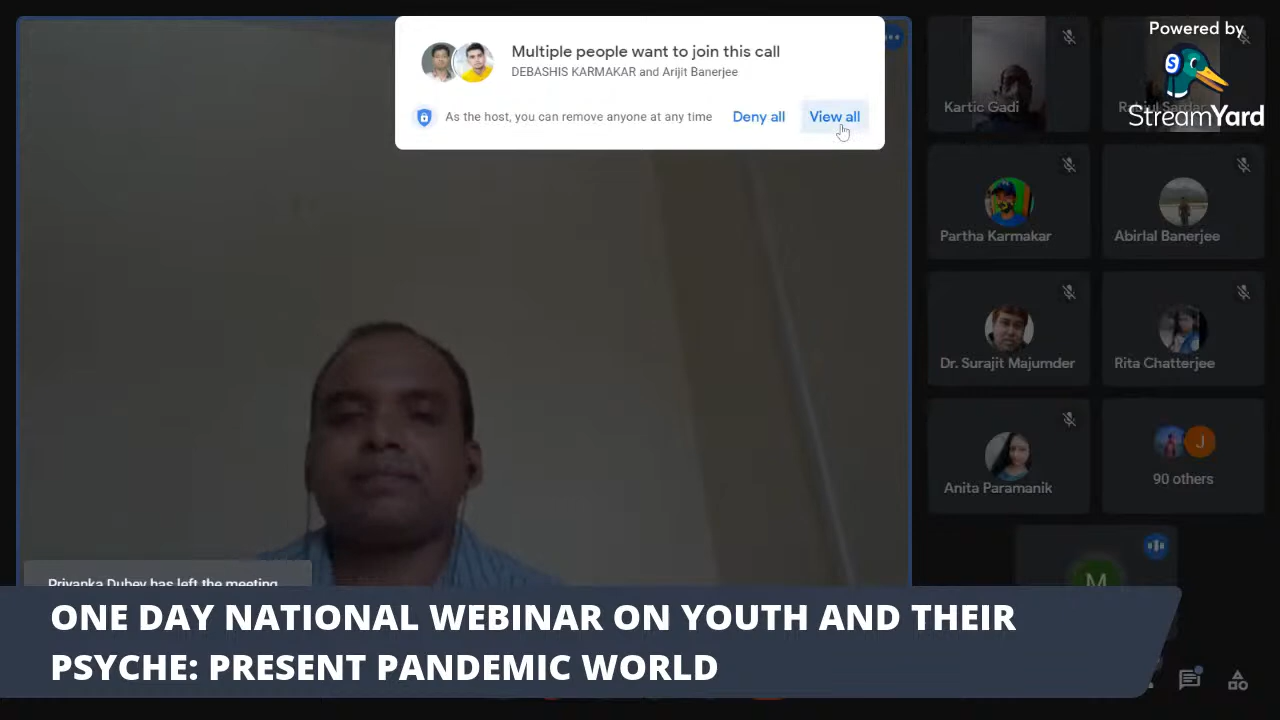 Multiple people want to join this call
DEBASHIS KARMAKAR and Arijit Banerjee
As the host, you can remove anyone at any time
Deny all
View all
Powered by
StreamYard
Kartic Gadi
Partha Karmakar
Abirlal Banerjee
Dr. Surajit Majumder
Rita Chatterjee
Anita Paramanik
J
90 others
M
Priyanka Dubey has left the meeting
ONE DAY NATIONAL WEBINAR ON YOUTH AND THEIR
PSYCHE: PRESENT PANDEMIC WORLD